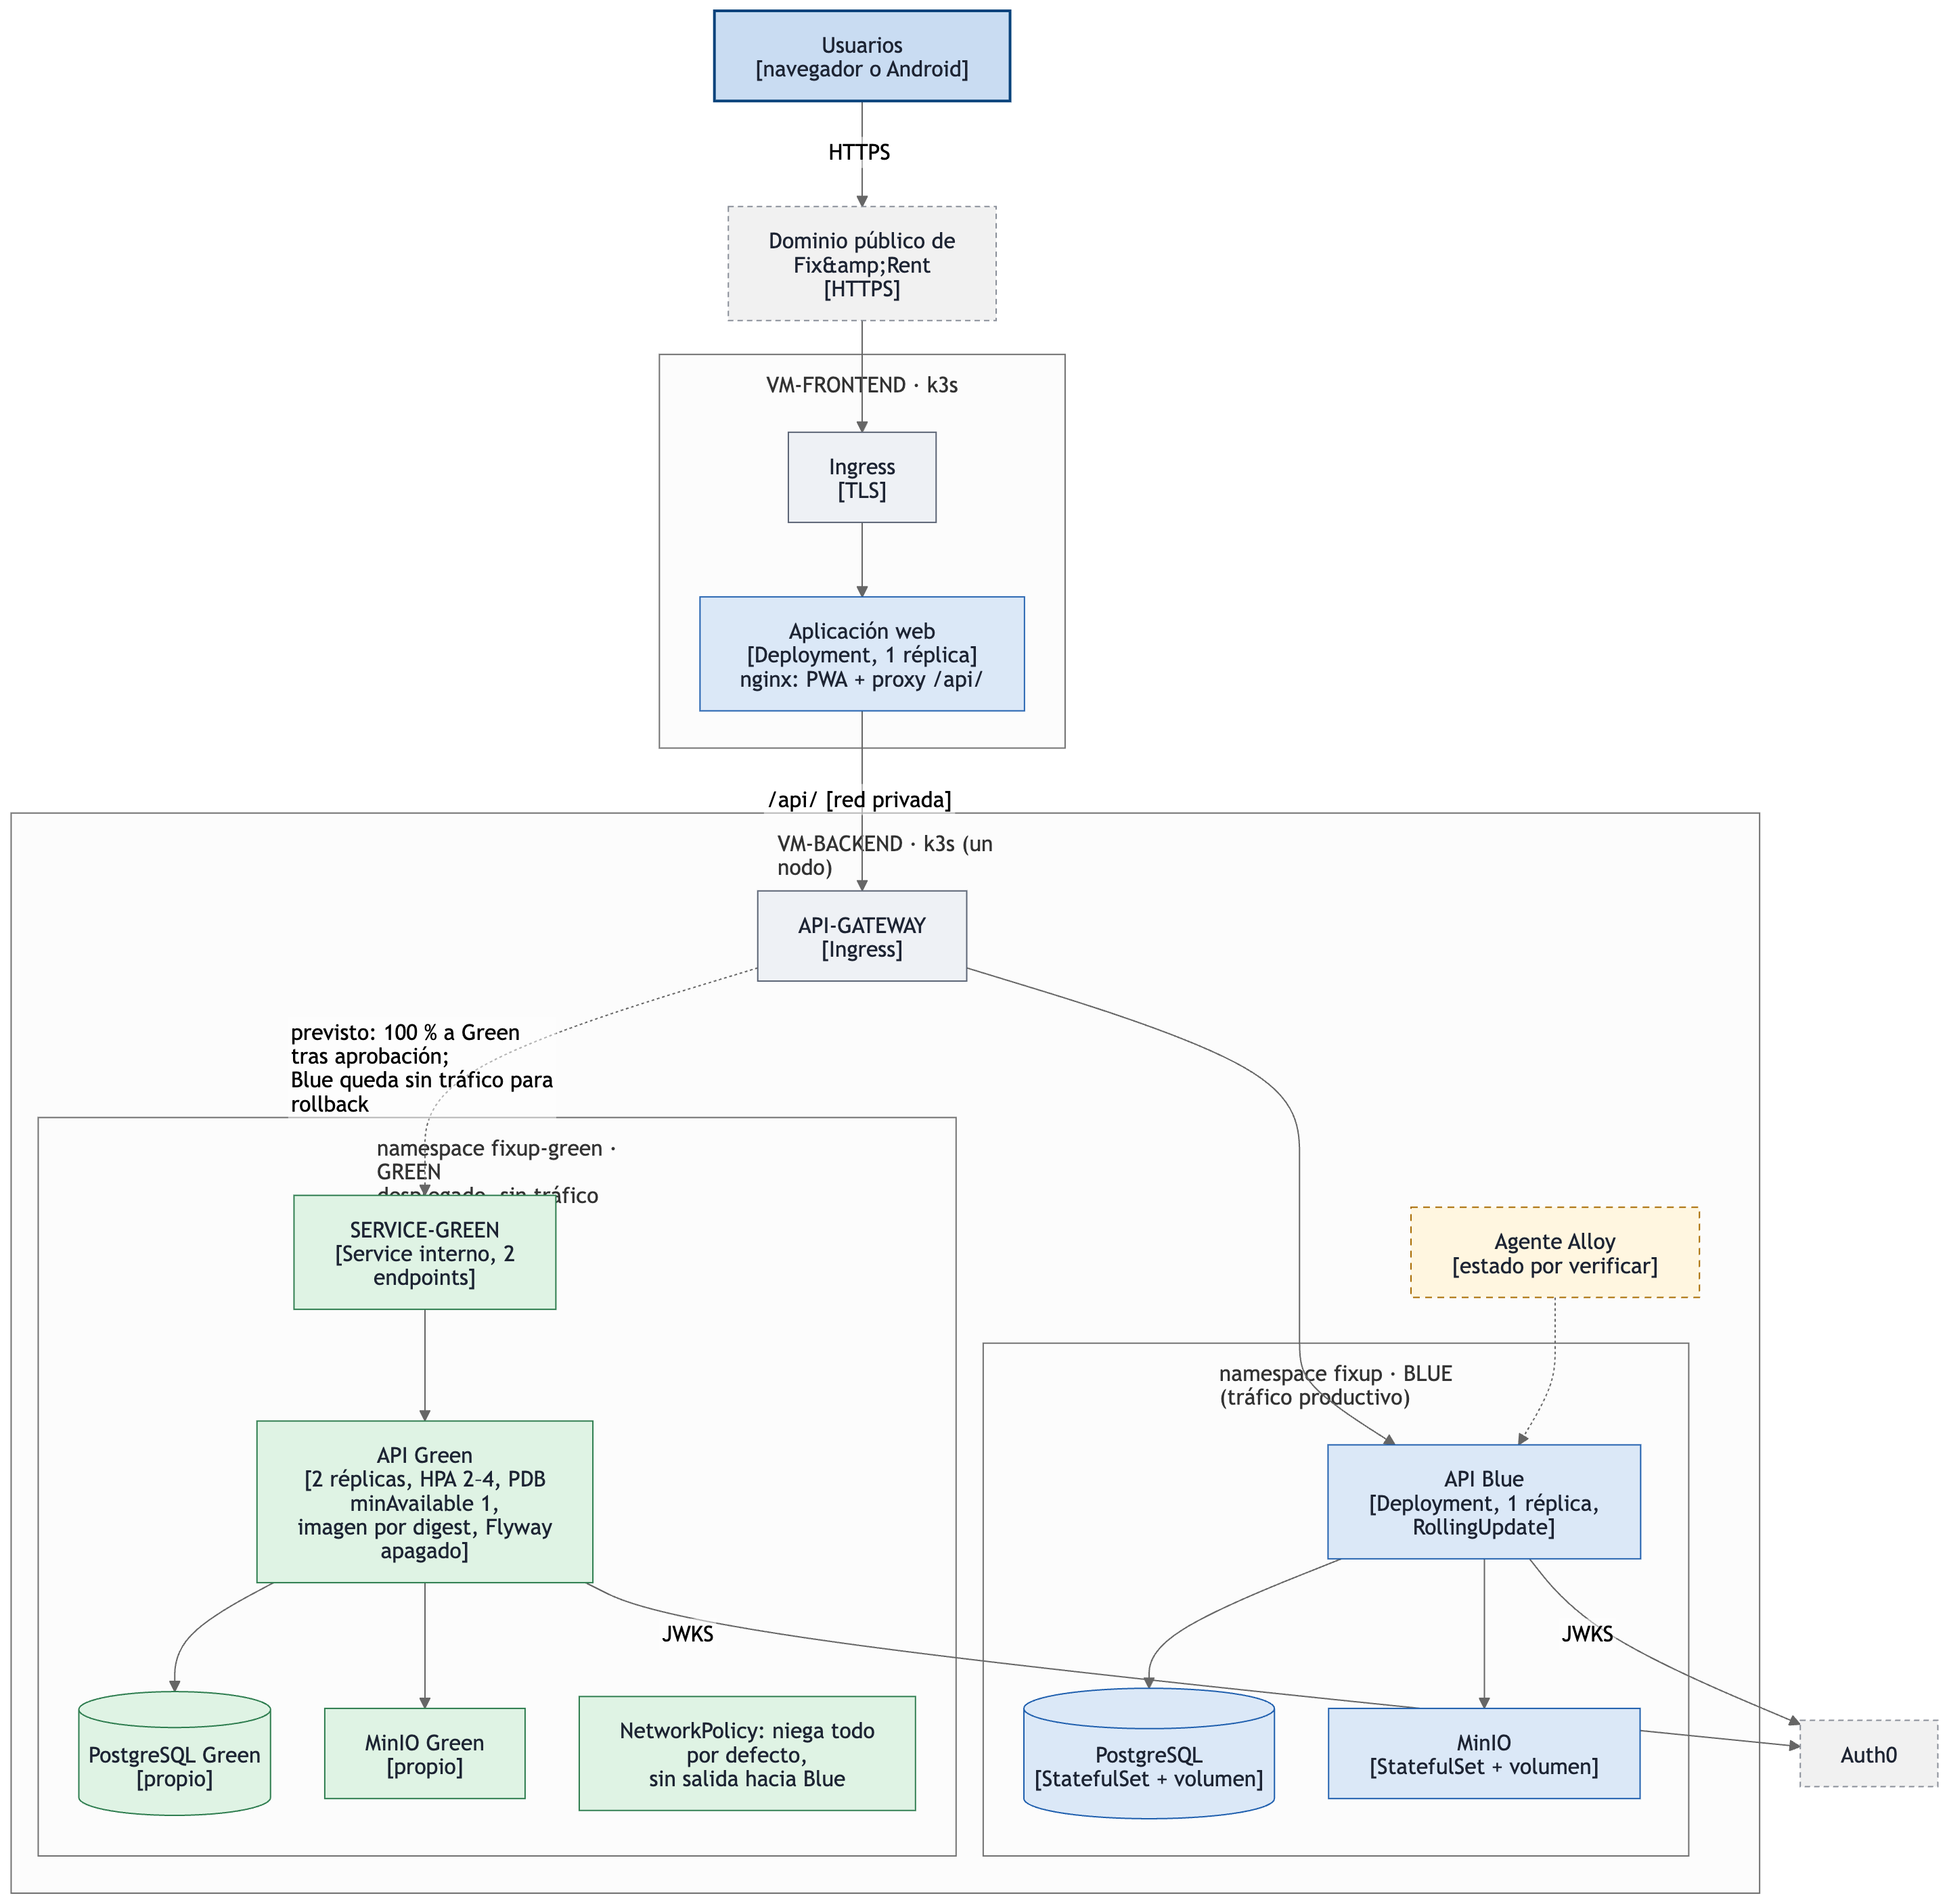 Usuarios
[navegador o Android]
HTTPS
Dominio público de
Fix&amp;Rent
[HTTPS]
VM-FRONTEND · k3s
Ingress
[TLS]
Aplicación web
[Deployment, 1 réplica]
nginx: PWA + proxy /api/
/api/ [red privada]
VM-BACKEND · k3s (un
nodo)
API-GATEWAY
[Ingress]
previsto: 100 % a Green
tras aprobación;
Blue queda sin tráfico para
rollback
namespace fixup-green ·
GREEN
desplegado, sin tráfico
SERVICE-GREEN
[Service interno, 2
endpoints]
Agente Alloy
[estado por verificar]
namespace fixup · BLUE
(tráfico productivo)
API Green
[2 réplicas, HPA 2–4, PDB
minAvailable 1,
imagen por digest, Flyway
apagado]
API Blue
[Deployment, 1 réplica,
RollingUpdate]
JWKS
JWKS
PostgreSQL Green
[propio]
MinIO Green
[propio]
NetworkPolicy: niega todo
por defecto,
sin salida hacia Blue
PostgreSQL
[StatefulSet + volumen]
MinIO
[StatefulSet + volumen]
Auth0